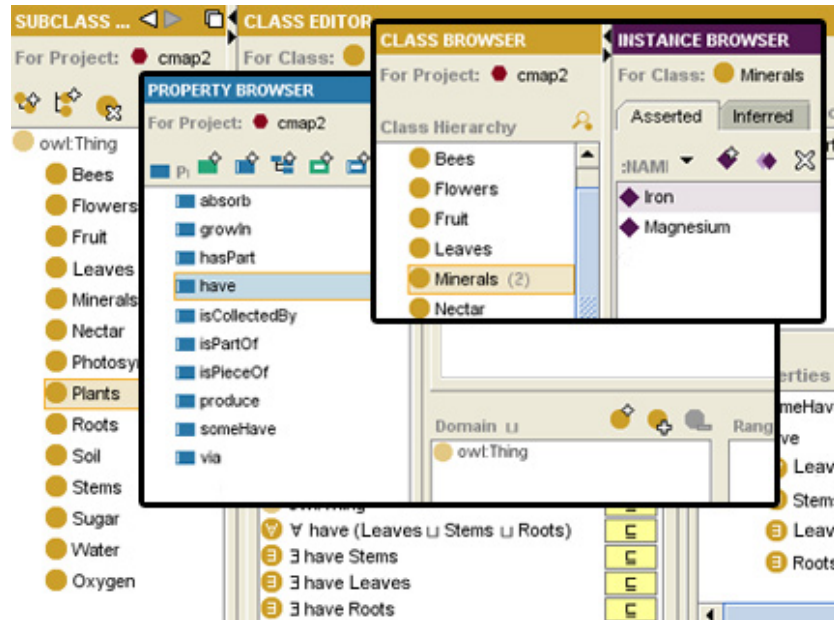 SUBCLASS ...
For Project: cmap2
owl:Thing
Bees
Flowers
Fruit
Leaves
Minerals
Nectar
Plants
Roots
Soil
Stems
Sugar
Water
Oxygen
CLASS EDITOR
For Class:
PROPERTY BROWSER
For Project: cmap2
absorb
growIn
hasPart
have
isCollectedBy
isPartOf
isPieceOf
produce
someHave
via
Domain ⊔
owl:Thing
CLASS BROWSER
For Project: cmap2
Class Hierarchy
Bees
Flowers
Fruit
Leaves
Minerals (2)
Nectar
INSTANCE BROWSER
For Class: Minerals
Asserted Inferred
Iron
Magnesium
∀ have (Leaves ⊔ Stems ⊔ Roots) ⊑
∃ have Stems ⊑
∃ have Leaves ⊑
∃ have Roots ⊑
Roots